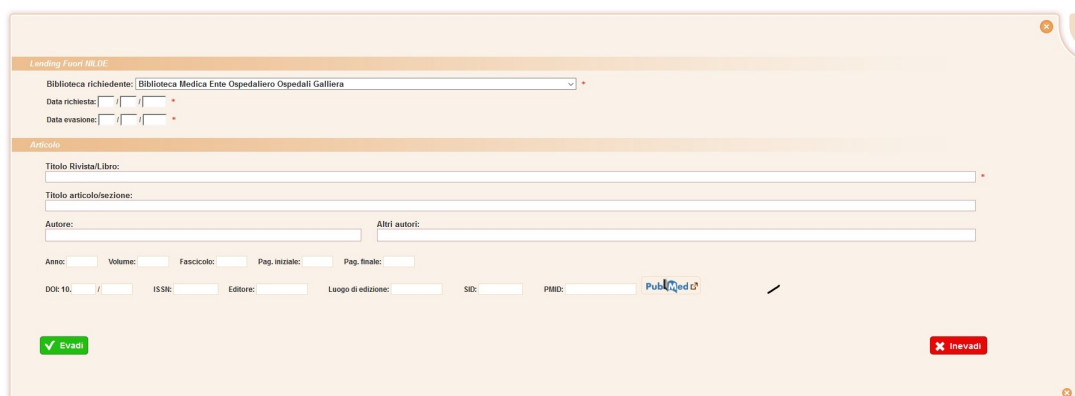 Lending Fuori NILDE
Biblioteca richiedente: Biblioteca Medica Ente Ospedaliero Ospedali Galliera *
Data richiesta: / / *
Data evasione: / / *
Articolo
Titolo Rivista/Libro:
*
Titolo articolo/sezione:
Autore: Altri autori:
Anno: Volume: Fascicolo: Pag. iniziale: Pag. finale:
DOI: 10. / ISSN: Editore: Luogo di edizione: SID: PMID: PubMed
Evadi Inevadi